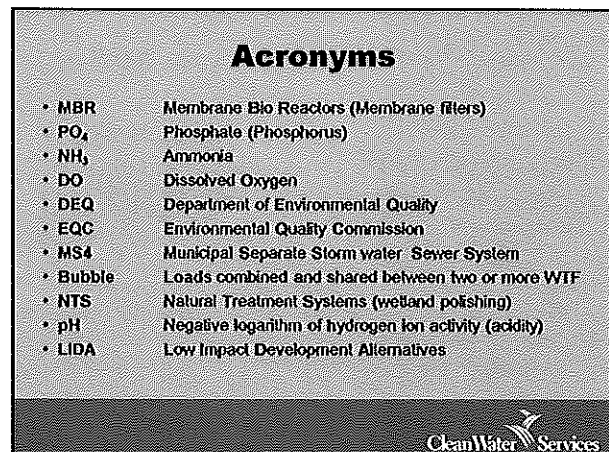 Acronyms
• MBR Membrane Bio Reactors (Membrane filters)
• PO₄ Phosphate (Phosphorus)
• NH₃ Ammonia
• DO Dissolved Oxygen
• DEQ Department of Environmental Quality
• EQC Environmental Quality Commission
• MS4 Municipal Separate Storm water Sewer System
• Bubble Loads combined and shared between two or more WTF
• NTS Natural Treatment Systems (wetland polishing)
• pH Negative logarithm of hydrogen ion activity (acidity)
• LIDA Low Impact Development Alternatives
CleanWater Services